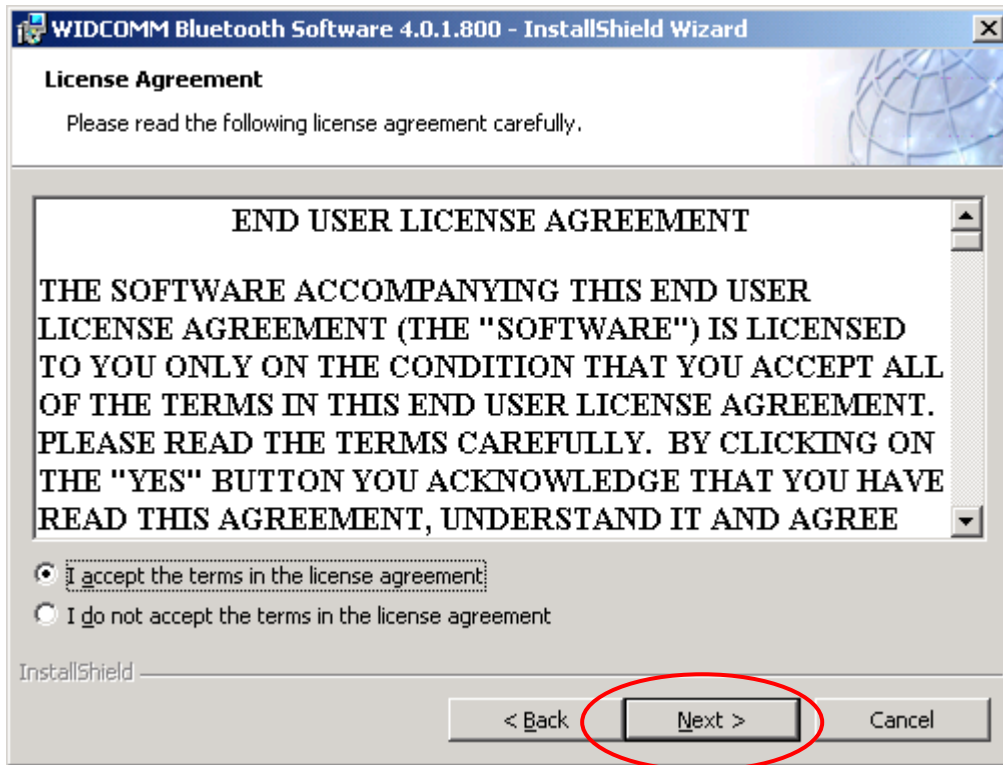 WIDCOMM Bluetooth Software 4.0.1.800 - InstallShield Wizard
License Agreement
Please read the following license agreement carefully.
END USER LICENSE AGREEMENT
THE SOFTWARE ACCOMPANYING THIS END USER
LICENSE AGREEMENT (THE "SOFTWARE") IS LICENSED
TO YOU ONLY ON THE CONDITION THAT YOU ACCEPT ALL
OF THE TERMS IN THIS END USER LICENSE AGREEMENT.
PLEASE READ THE TERMS CAREFULLY.  BY CLICKING ON
THE "YES" BUTTON YOU ACKNOWLEDGE THAT YOU HAVE
READ THIS AGREEMENT, UNDERSTAND IT AND AGREE
I accept the terms in the license agreement
I do not accept the terms in the license agreement
InstallShield
< Back Next > Cancel